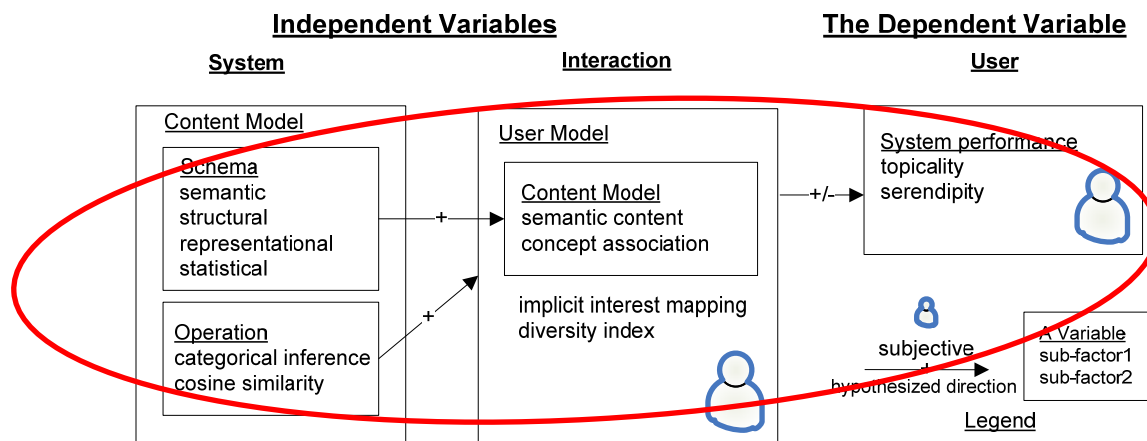 Independent Variables
The Dependent Variable
System
Interaction
User
Content Model
Schema
semantic
structural
representational
statistical
Operation
categorical inference
cosine similarity
+
+
User Model
Content Model
semantic content
concept association
implicit interest mapping
diversity index
+/-
System performance
topicality
serendipity
subjective
+
hypothesized direction
A Variable
sub-factor1
sub-factor2
Legend